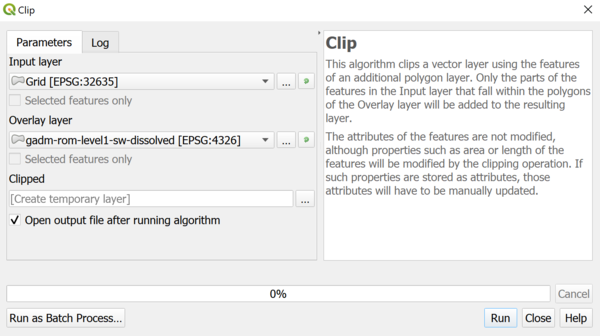 Clip
Parameters
Log
Input layer
Grid [EPSG:32635]
...
Selected features only
Overlay layer
gadm-rom-level1-sw-dissolved [EPSG:4326]
...
Selected features only
Clipped
[Create temporary layer]
...
Open output file after running algorithm
Clip
This algorithm clips a vector layer using the features
of an additional polygon layer. Only the parts of the
features in the Input layer that fall within the polygons
of the Overlay layer will be added to the resulting
layer.
The attributes of the features are not modified,
although properties such as area or length of the
features will be modified by the clipping operation. If
such properties are stored as attributes, those
attributes will have to be manually updated.
0%
Cancel
Run as Batch Process...
Run
Close
Help